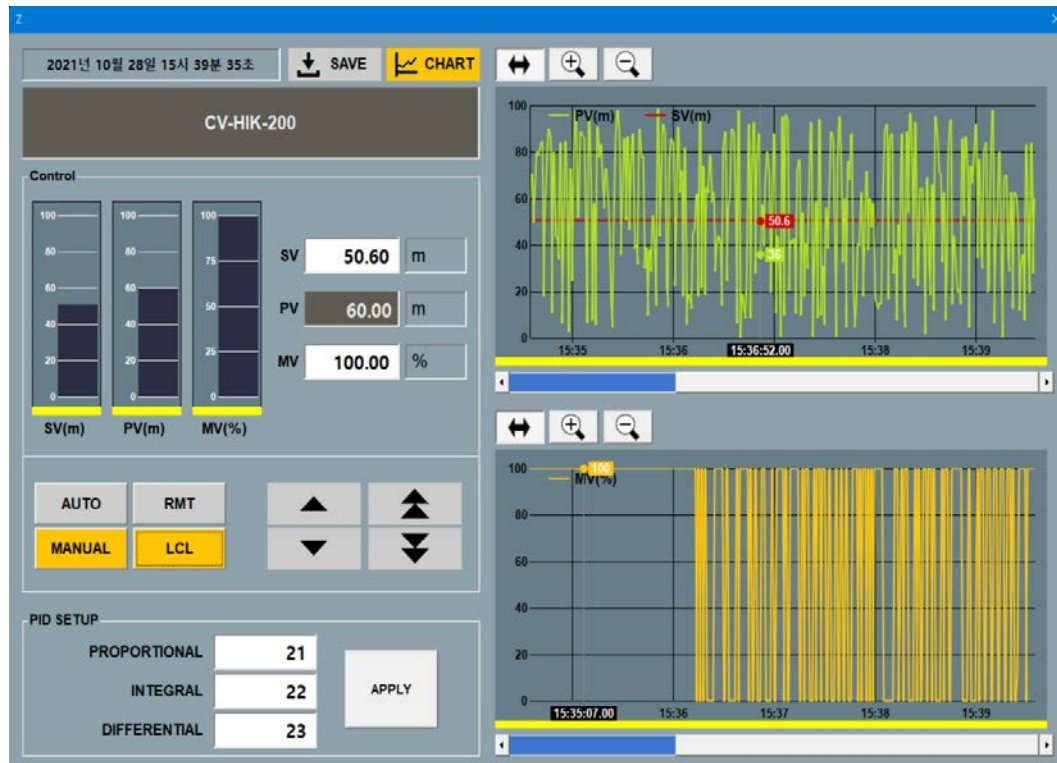 Z
2021년 10월 28일 15시 39분 35초
SAVE
CHART
CV-HIK-200
Control
100
80
60
40
20
0
SV(m)
100
80
60
40
20
0
PV(m)
100
75
50
25
0
MV(%)
SV 50.60 m
PV 60.00 m
MV 100.00 %
AUTO RMT
MANUAL LCL
PID SETUP
PROPORTIONAL 21
INTEGRAL 22
DIFFERENTIAL 23
APPLY
PV(m) SV(m)
100
80
60
40
20
0
50.6
36
15:35 15:36 15:36:52.00 15:38 15:39
MV(%)
100
100
80
60
40
20
0
15:35:07.00 15:36 15:37 15:38 15:39